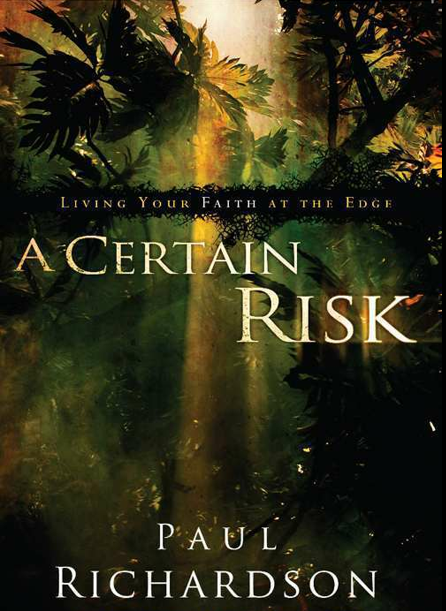 LIVING YOUR FAITH AT THE EDGE
A CERTAIN
RISK
PAUL
RICHARDSON